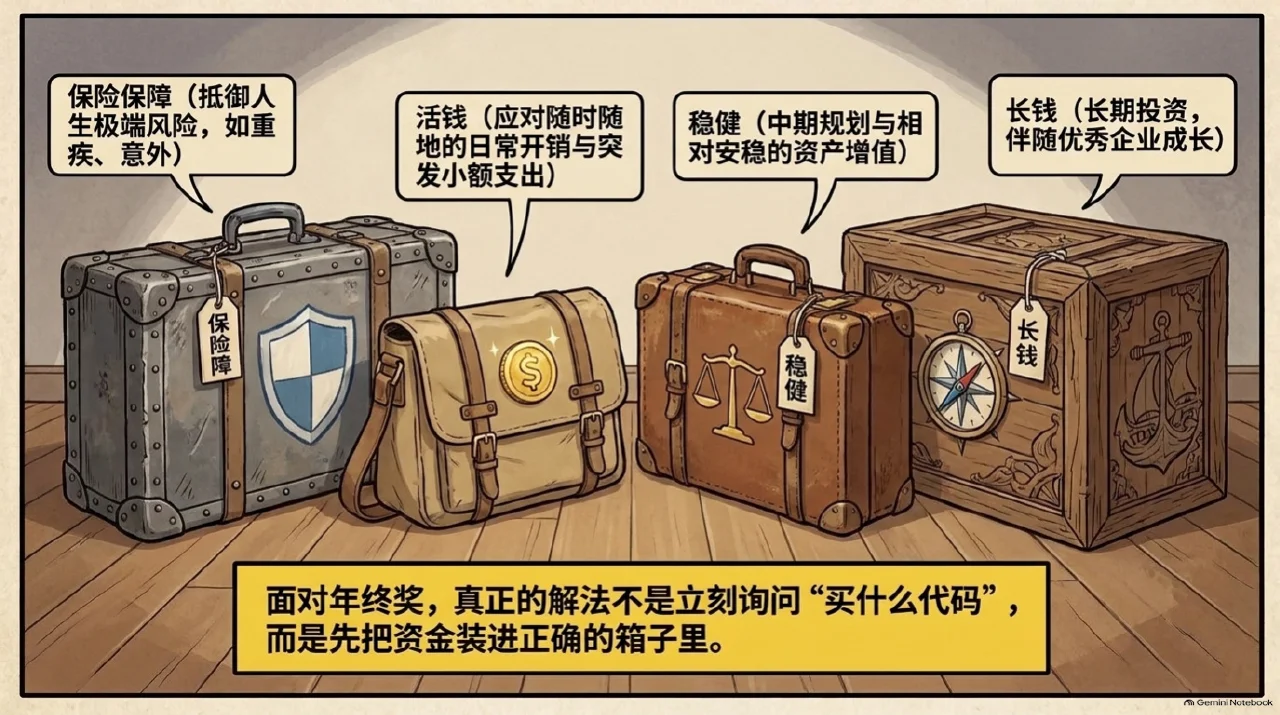 保险保障（抵御人
生极端风险，如重
疾、意外）
活钱（应对随时随
地的日常开销与突
发小额支出）
稳健（中期规划与相
对安稳的资产增值）
长钱（长期投资，
伴随优秀企业成长）
保险障
$
稳健
长钱
面对年终奖，真正的解法不是立刻询问“买什么代码”，
而是先把资金装进正确的箱子里。
Gemini Notebook